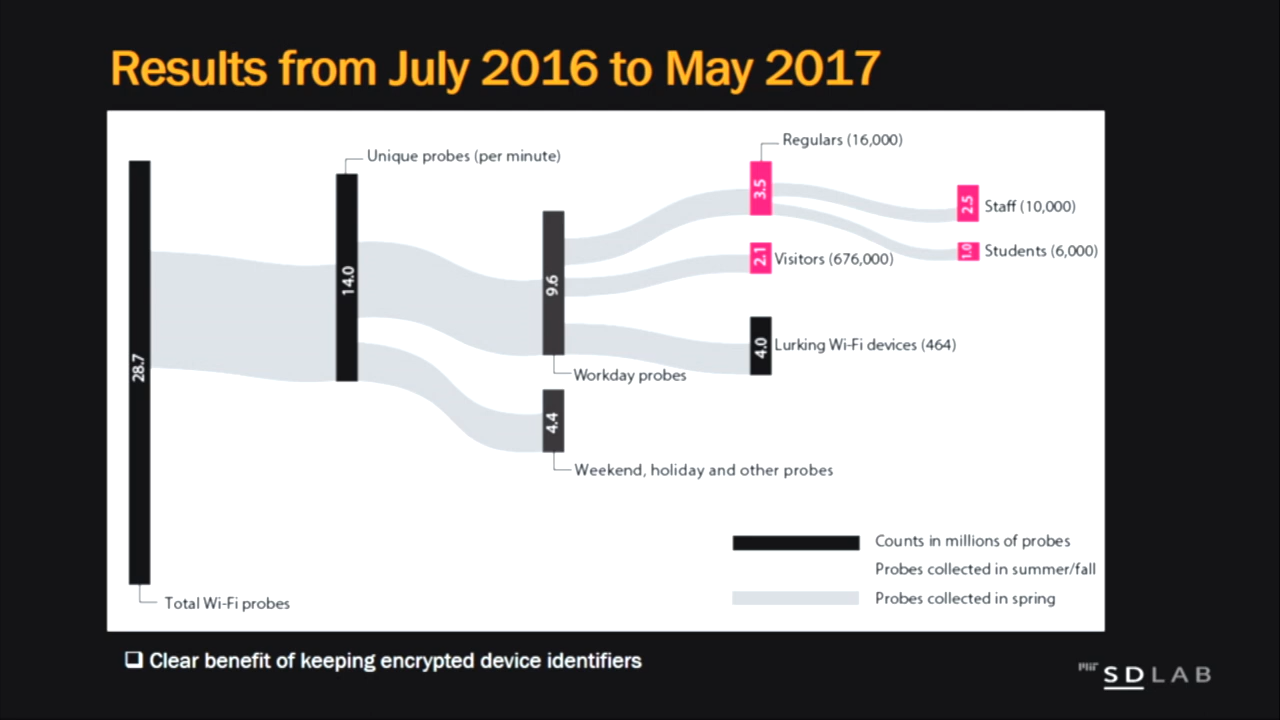 Results from July 2016 to May 2017
Regulars (16,000)
Unique probes (per minute)
3.5
2.5
Staff (10,000)
1.0
Students (6,000)
2.1
Visitors (676,000)
14.0
9.6
4.0
Lurking Wi-Fi devices (464)
28.7
Workday probes
4.4
Weekend, holiday and other probes
Counts in millions of probes
Probes collected in summer/fall
Probes collected in spring
Total Wi-Fi probes
Clear benefit of keeping encrypted device identifiers
MIT SDLAB